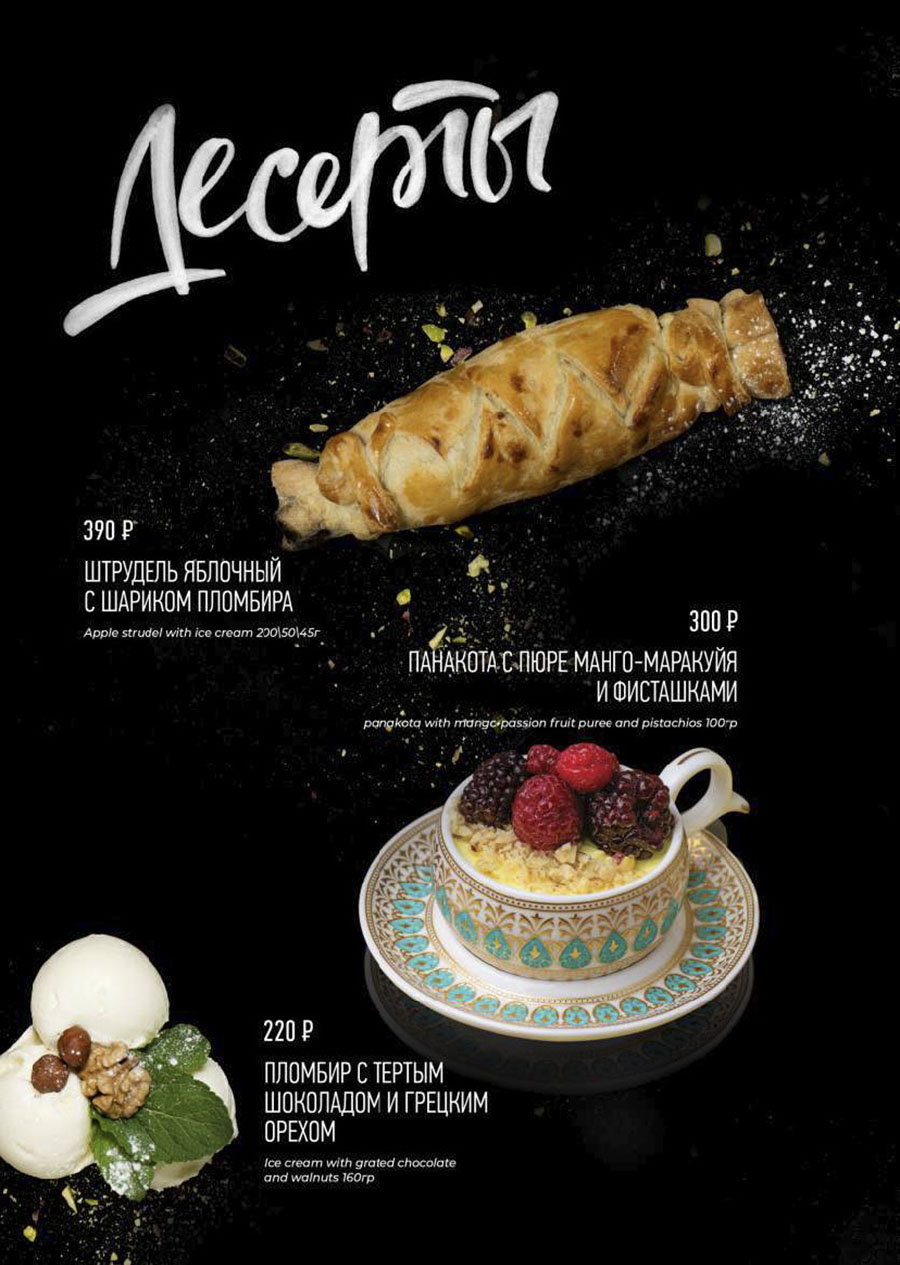 Десерты
390 ₽
ШТРУДЕЛЬ ЯБЛОЧНЫЙ
С ШАРИКОМ ПЛОМБИРА
Apple strudel with ice cream 200\50\45г
300 ₽
ПАНАКОТА С ПЮРЕ МАНГО-МАРАКУЙЯ
И ФИСТАШКАМИ
panakota with mango-passion fruit puree and pistachios 100гр
220 ₽
ПЛОМБИР С ТЕРТЫМ
ШОКОЛАДОМ И ГРЕЦКИМ
ОРЕХОМ
Ice cream with grated chocolate
and walnuts 160гр